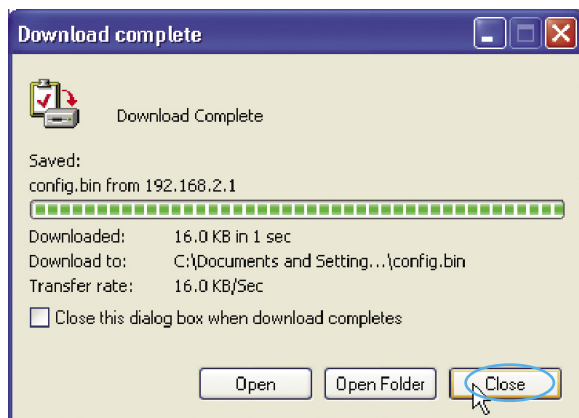 Download complete
Download Complete
Saved:
config.bin from 192.168.2.1
Downloaded: 16.0 KB in 1 sec
Download to: C:\Documents and Setting...\config.bin
Transfer rate: 16.0 KB/Sec
Close this dialog box when download completes
Open Open Folder Close